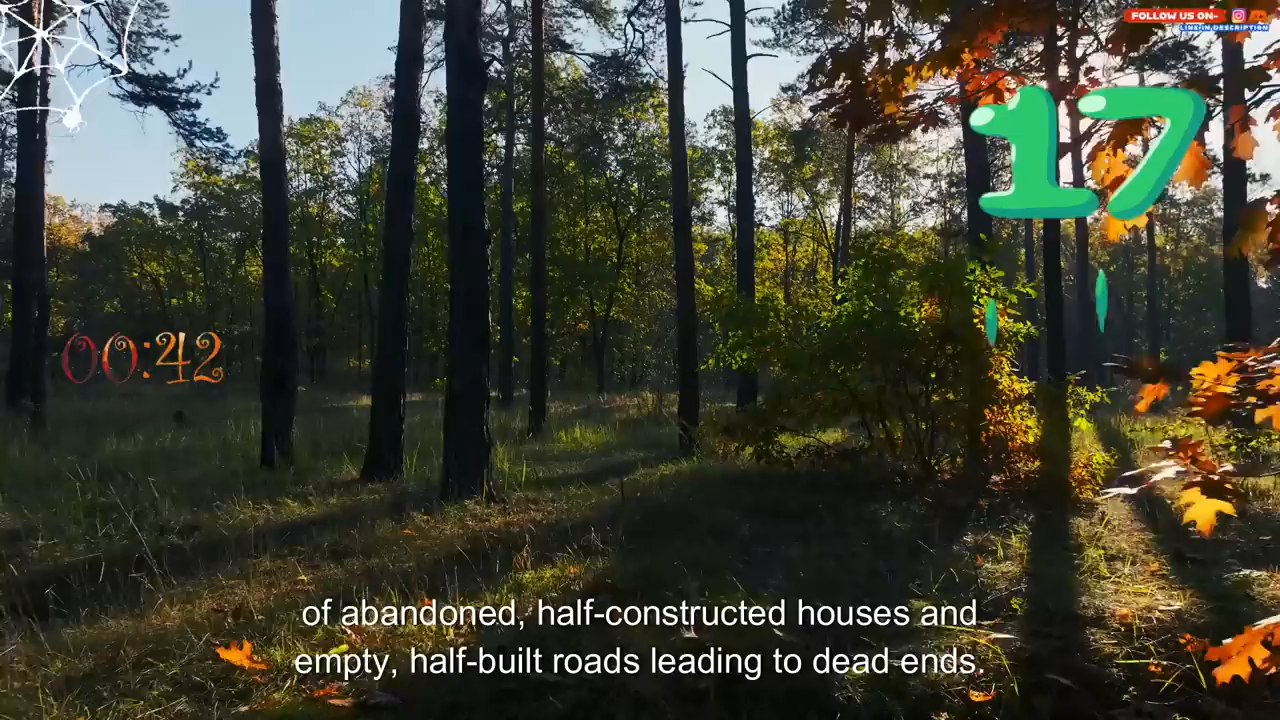 FOLLOW US ON-
LINK IN DESCRIPTION
17
00:42
of abandoned, half-constructed houses and
empty, half-built roads leading to dead ends.